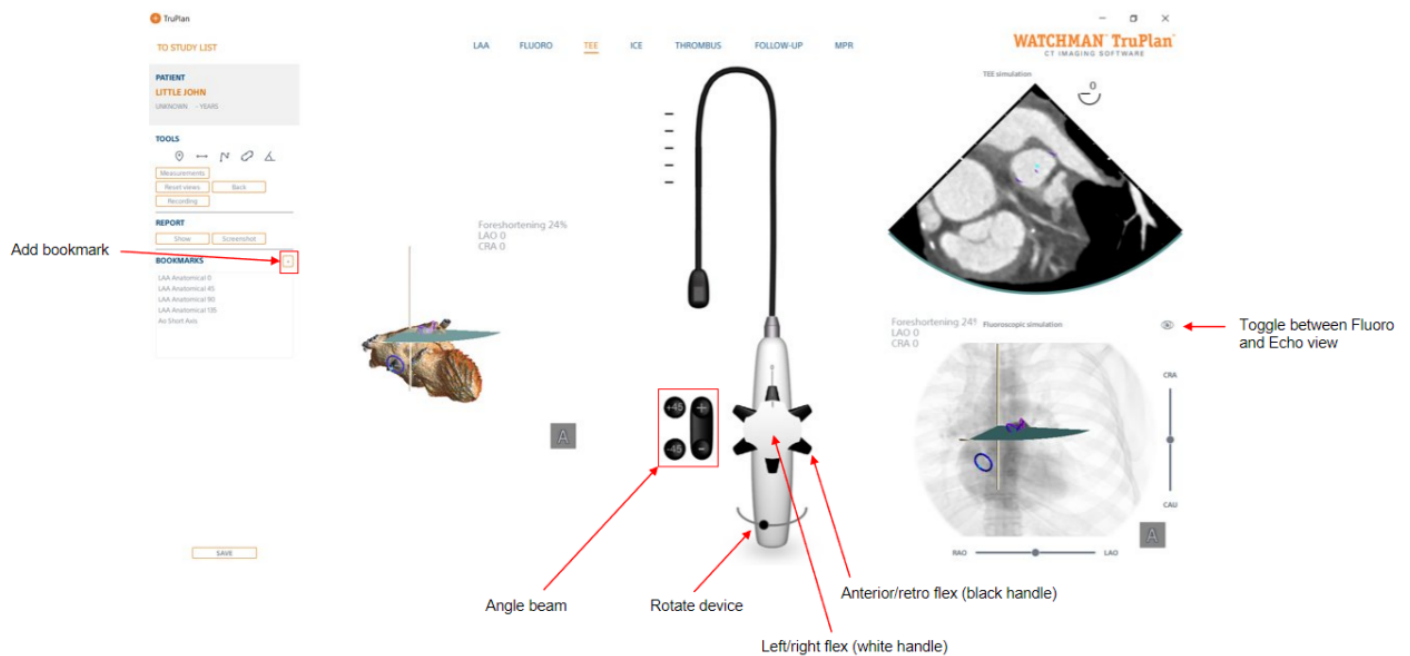 TruPlan
TO STUDY LIST
PATIENT
LITTLE JOHN
UNKNOWN - YEARS
TOOLS
Measurements
Reset views
Back
Recording
REPORT
Show
Screenshot
BOOKMARKS
LAA Anatomical 0
LAA Anatomical 45
LAA Anatomical 90
LAA Anatomical 135
Ao Short Axis
SAVE
Add bookmark
LAA FLUORO TEE ICE THROMBUS FOLLOW-UP MPR
WATCHMAN™ TruPlan™
CT IMAGING SOFTWARE
Foreshortening 24%
LAO 0
CRA 0
A
+45
+
-45
-
TEE simulation
0
Foreshortening 24% Fluoroscopic simulation
LAO 0
CRA 0
CRA
CAU
A
RAO
LAO
Toggle between Fluoro
and Echo view
Angle beam
Rotate device
Anterior/retro flex (black handle)
Left/right flex (white handle)